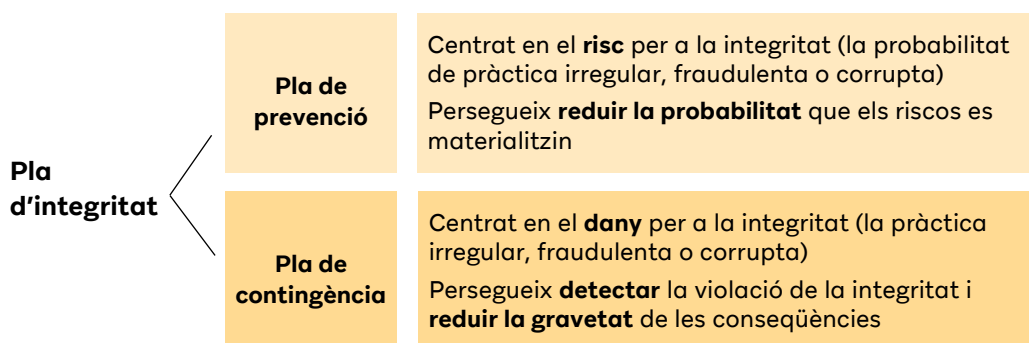 Pla
d'integritat
Pla de
prevenció
Centrat en el risc per a la integritat (la probabilitat
de pràctica irregular, fraudulenta o corrupta)
Persegueix reduir la probabilitat que els riscos es
materialitzin
Pla de
contingència
Centrat en el dany per a la integritat (la pràctica
irregular, fraudulenta o corrupta)
Persegueix detectar la violació de la integritat i
reduir la gravetat de les conseqüències